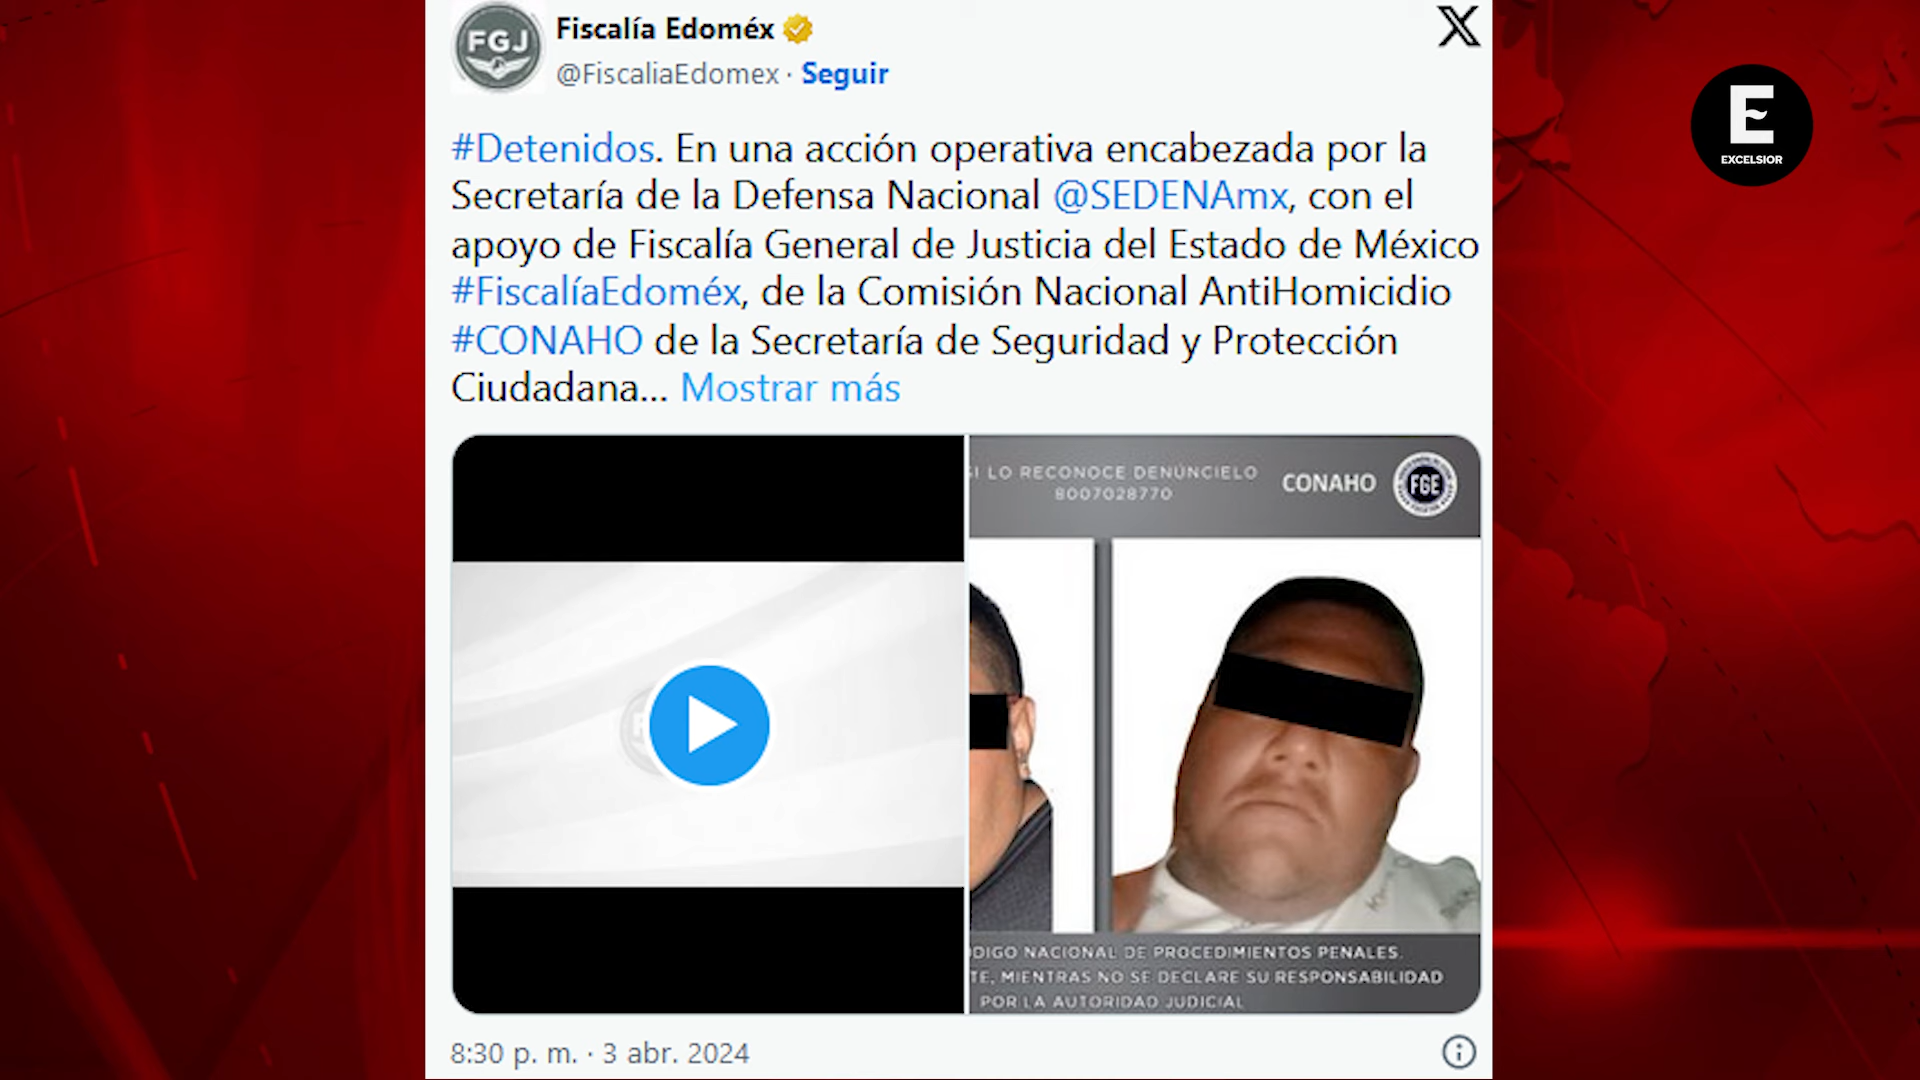 FGJ
Fiscalía Edoméx
@FiscaliaEdomex · Seguir
X
E
EXCELSIOR
#Detenidos. En una acción operativa encabezada por la
Secretaría de la Defensa Nacional @SEDENAmx, con el
apoyo de Fiscalía General de Justicia del Estado de México
#FiscalíaEdoméx, de la Comisión Nacional AntiHomicidio
#CONAHO de la Secretaría de Seguridad y Protección
Ciudadana... Mostrar más
SI LO RECONOCE DENÚNCIELO
8007028770
CONAHO
FGE
DIGO NACIONAL DE PROCEDIMIENTOS PENALES.
TE, MIENTRAS NO SE DECLARE SU RESPONSABILIDAD
POR LA AUTORIDAD JUDICIAL
8:30 p. m. · 3 abr. 2024